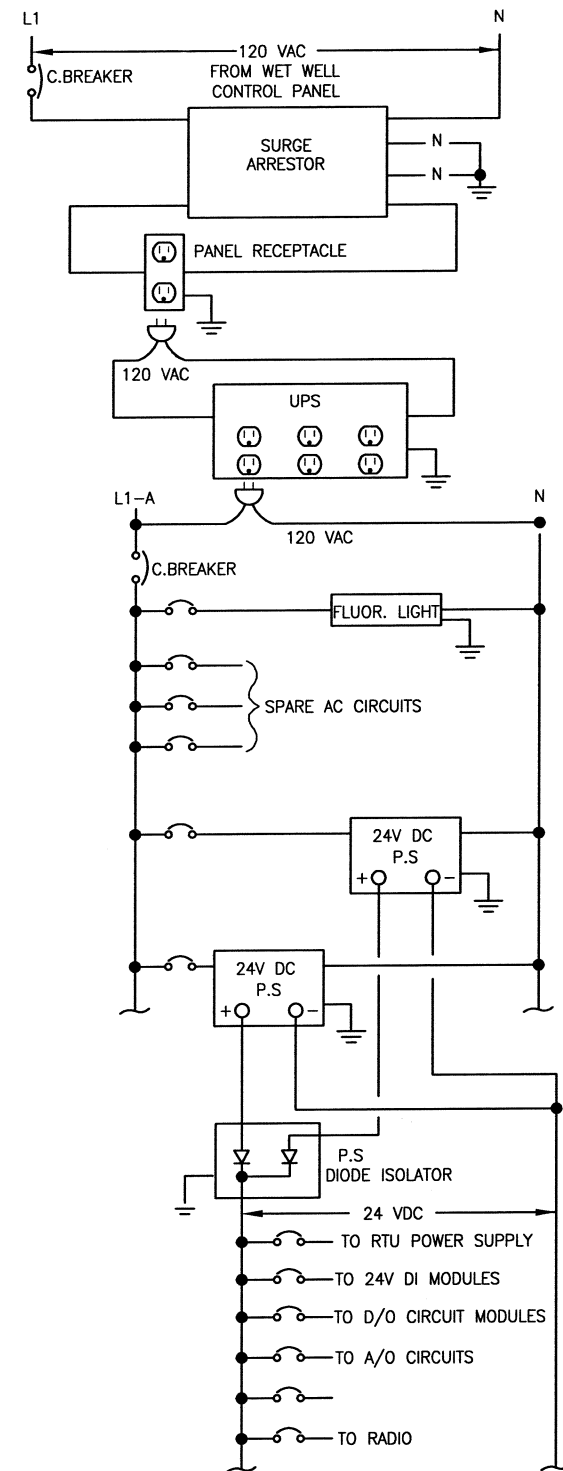 L1
N
120 VAC
C.BREAKER
FROM WET WELL
CONTROL PANEL
SURGE
ARRESTOR
N
N
PANEL RECEPTACLE
120 VAC
UPS
L1-A
N
120 VAC
C.BREAKER
FLUOR. LIGHT
SPARE AC CIRCUITS
24V DC
P.S
+
-
24V DC
P.S
+
-
P.S
DIODE ISOLATOR
24 VDC
TO RTU POWER SUPPLY
TO 24V DI MODULES
TO D/O CIRCUIT MODULES
TO A/O CIRCUITS
TO RADIO